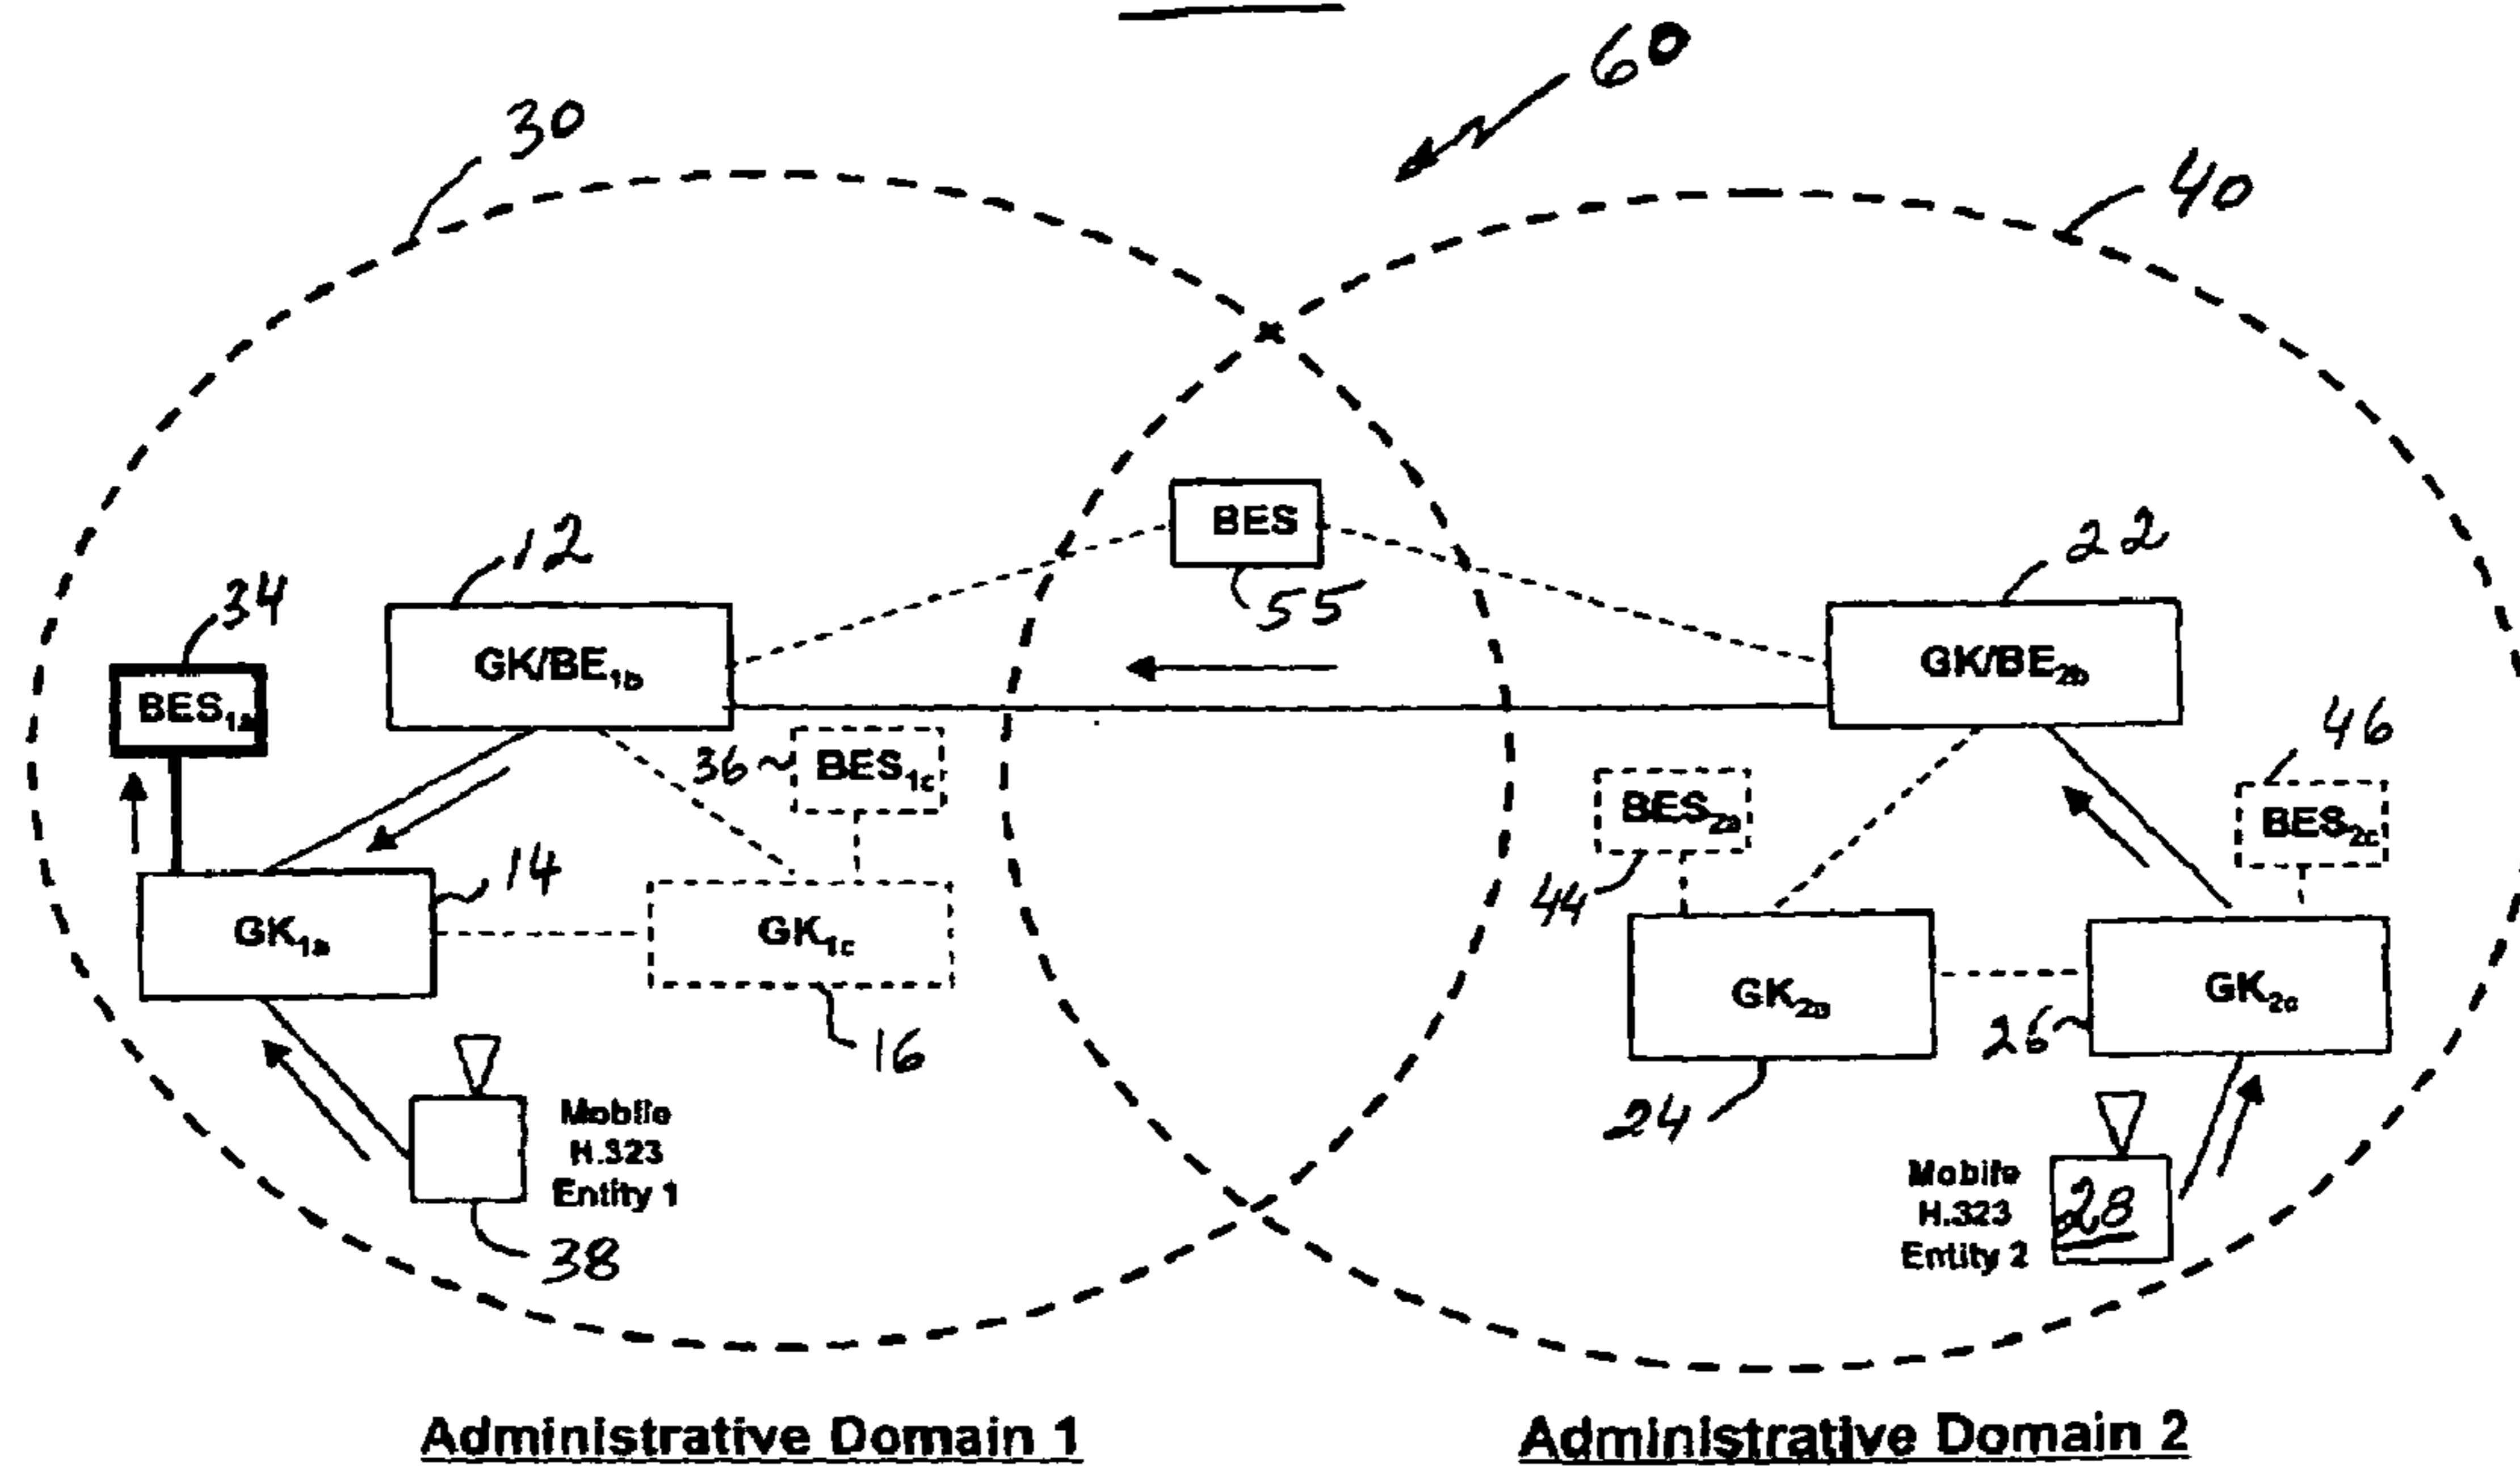 60
30
40
BES
55
12
22
34
GK/BE1b
GK/BE2b
BES1a
36
BES1c
46
BES2a
BES2c
14
44
GK1a
GK1c
GK2a
GK2c
26
16
24
Mobile
H.323
Entity 1
38
Mobile
H.323
Entity 2
28
Administrative Domain 1
Administrative Domain 2